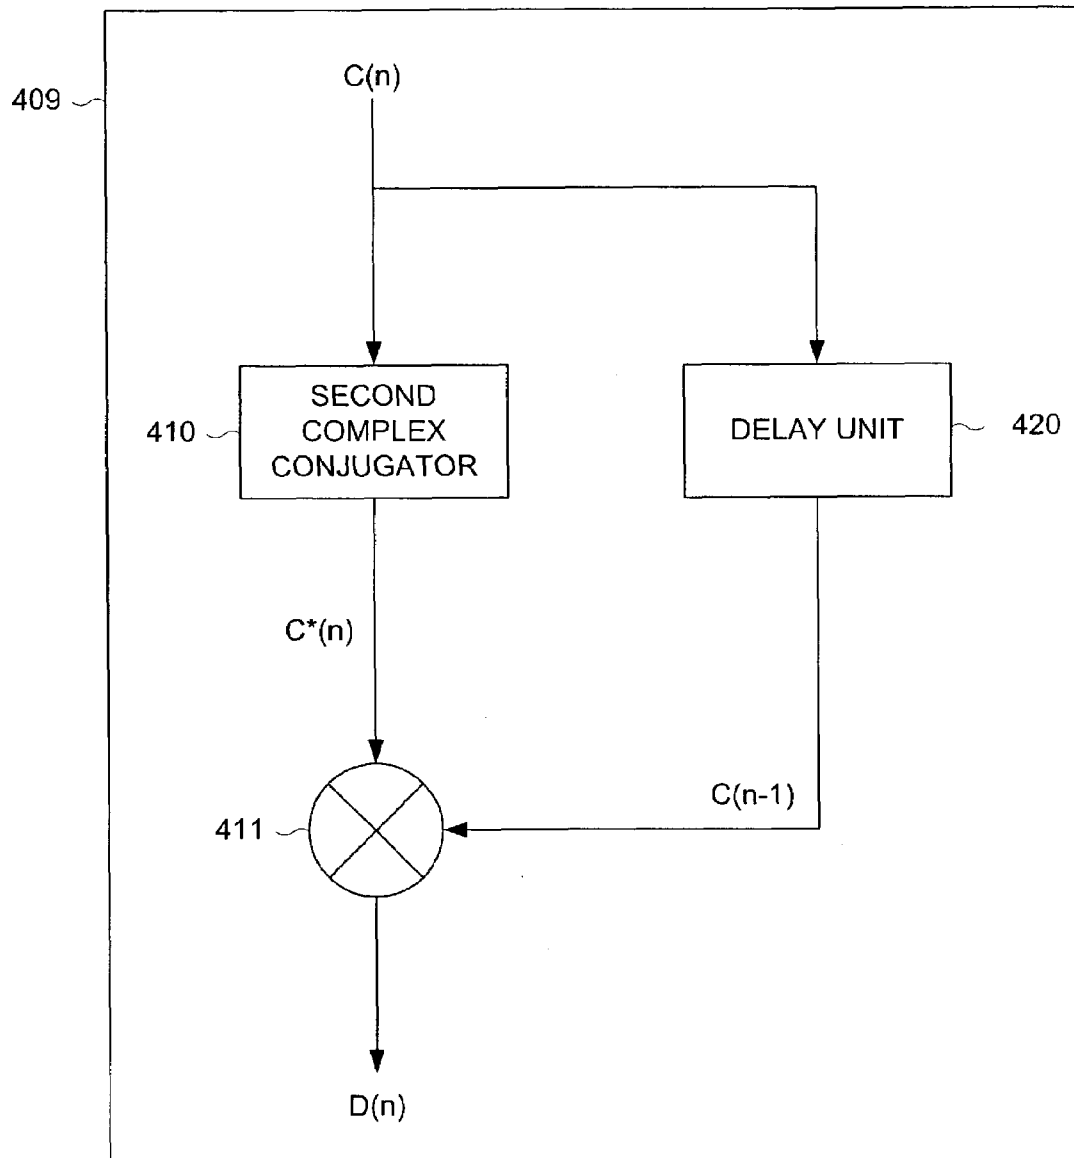 C(n)
409
SECOND
COMPLEX
CONJUGATOR
410
DELAY UNIT
420
C*(n)
C(n-1)
411
D(n)